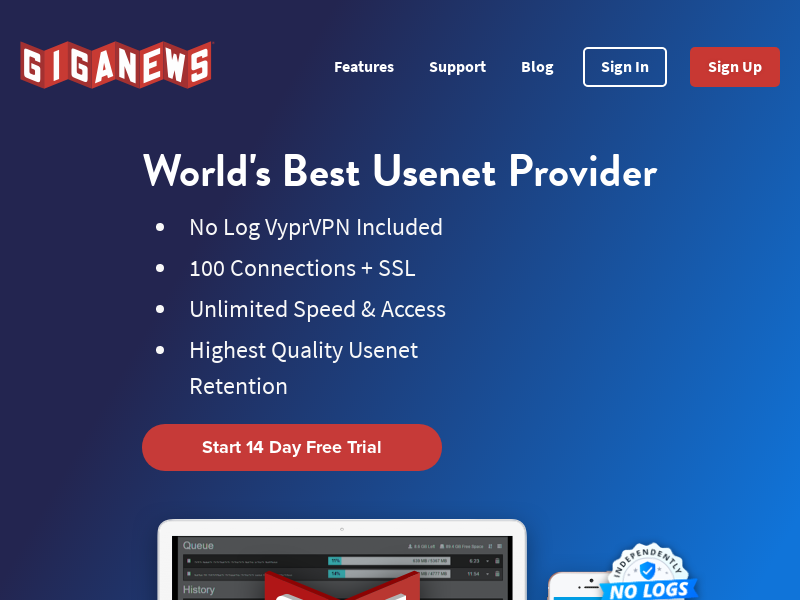 GIGANEWS
Features
Support
Blog
Sign In
Sign Up
World's Best Usenet Provider
No Log VyprVPN Included
100 Connections + SSL
Unlimited Speed & Access
Highest Quality Usenet
Retention
Start 14 Day Free Trial
Queue
History
INDEPENDENTLY
NO LOGS